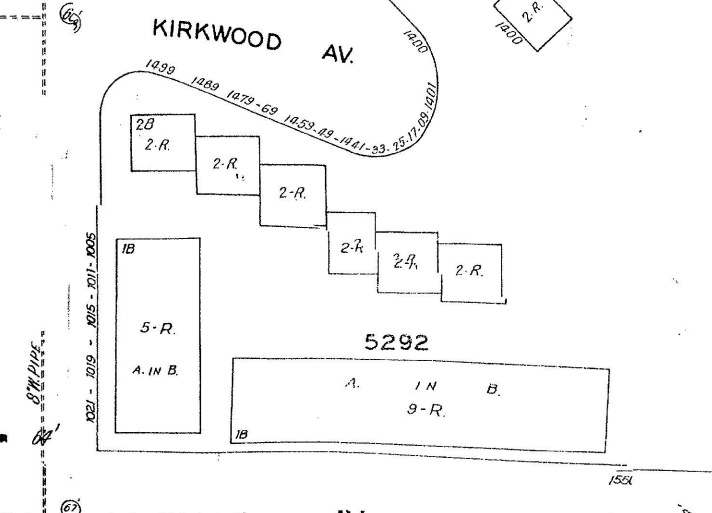 60'
KIRKWOOD AV.
1400
2-R.
1400
1499 1489 1479-69 1459-49-1441-33-25-17-09-1401
2B
2-R.
2-R.
2-R.
2-R
2-R.
1021 - 1019 - 1015 - 1011 - 1005
1B
5-R.
A. IN B.
5292
A. IN B.
9-R.
1B
8" W. PIPE
64'
1551
67